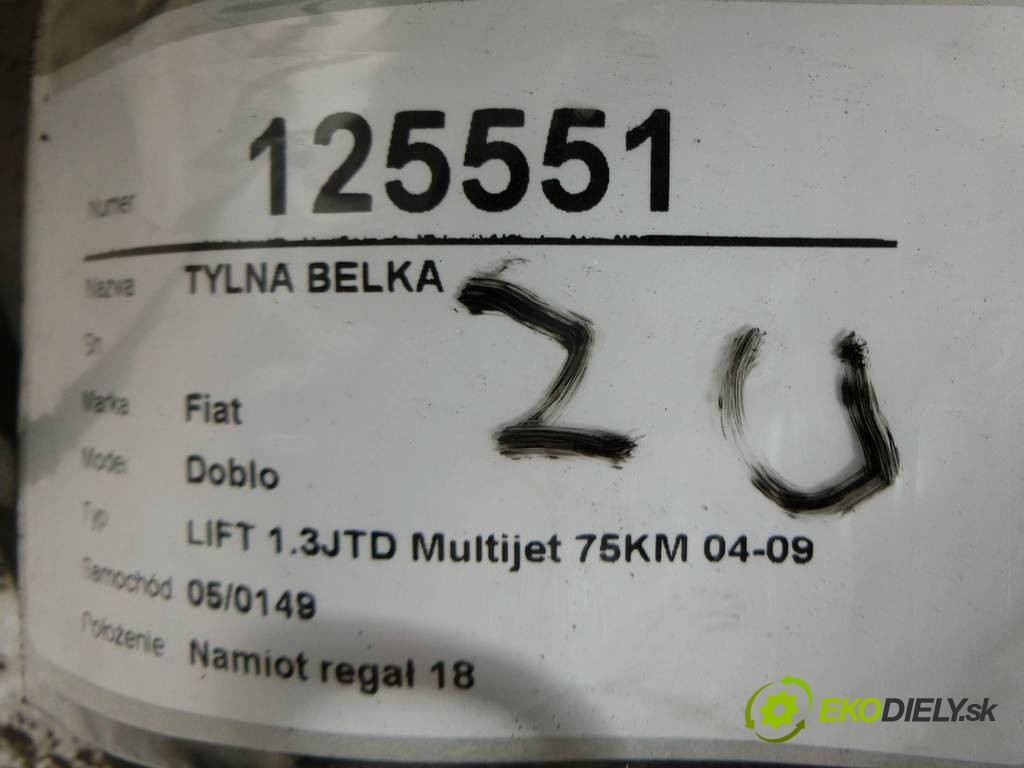 Numer 125551
Nazwa TYLNA BELKA
Sn
Marka Fiat
Model Doblo
Typ LIFT 1.3JTD Multijet 75KM 04-09
Samochód 05/0149
Położenie Namiot regał 18
ZU
EKODIELY.sk